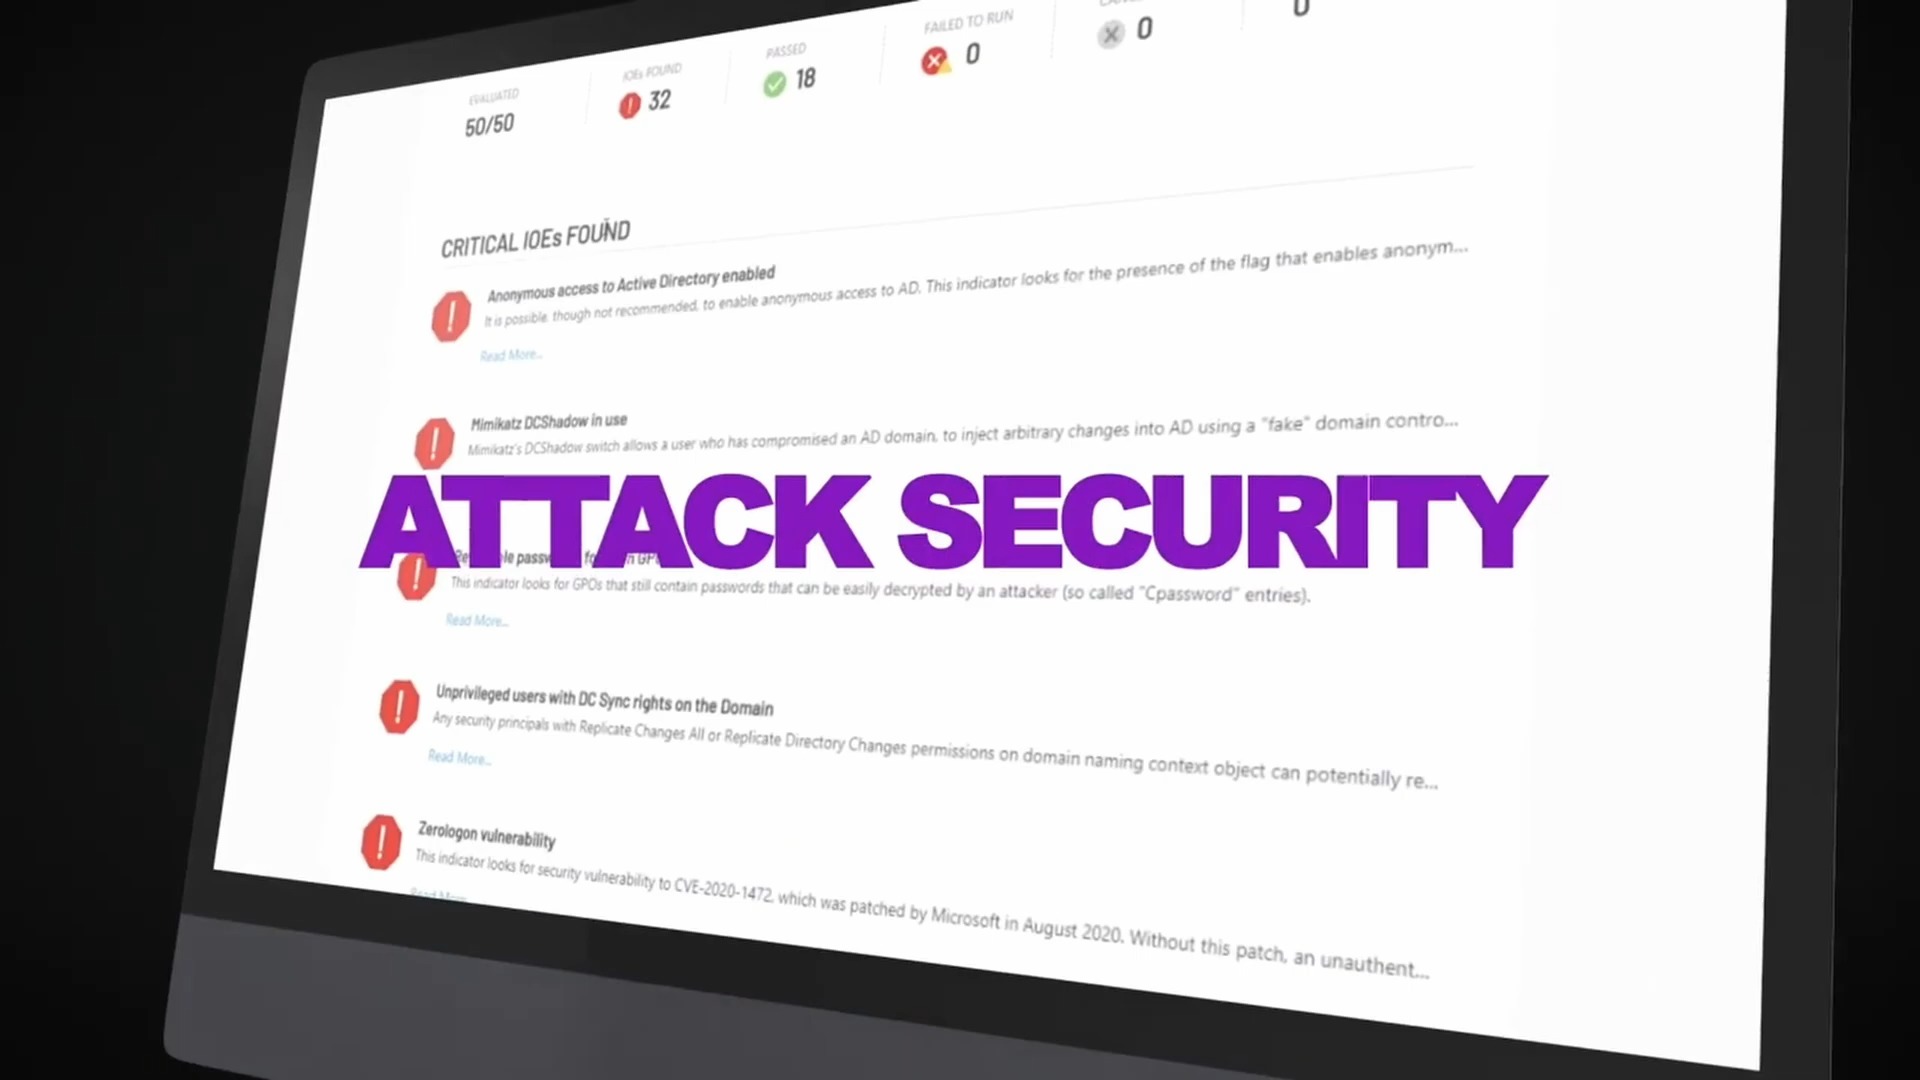 EVALUATED
50/50
IOEs FOUND
32
PASSED
18
FAILED TO RUN
0
0
0
CRITICAL IOEs FOUND
Anonymous access to Active Directory enabled
It is possible, though not recommended, to enable anonymous access to AD. This indicator looks for the presence of the flag that enables anonym...
Read More...
Mimikatz DCShadow in use
Mimikatz's DCShadow switch allows a user who has compromised an AD domain, to inject arbitrary changes into AD using a "fake" domain contro...
ATTACK SECURITY
This indicator looks for GPOs that still contain passwords that can be easily decrypted by an attacker (so called "Cpassword" entries).
Read More...
Unprivileged users with DC Sync rights on the Domain
Any security principals with Replicate Changes All or Replicate Directory Changes permissions on domain naming context object can potentially re...
Read More...
Zerologon vulnerability
This indicator looks for security vulnerability to CVE-2020-1472, which was patched by Microsoft in August 2020. Without this patch, an unauthent...
Read More